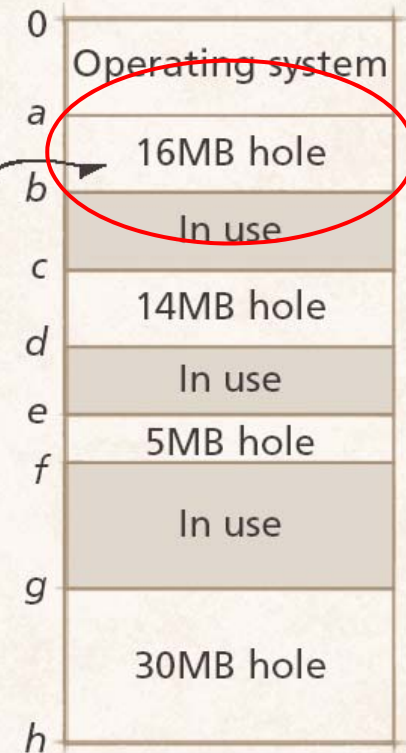 0
Operating system
a
16MB hole
b
In use
c
14MB hole
d
In use
e
5MB hole
f
In use
g
30MB hole
h